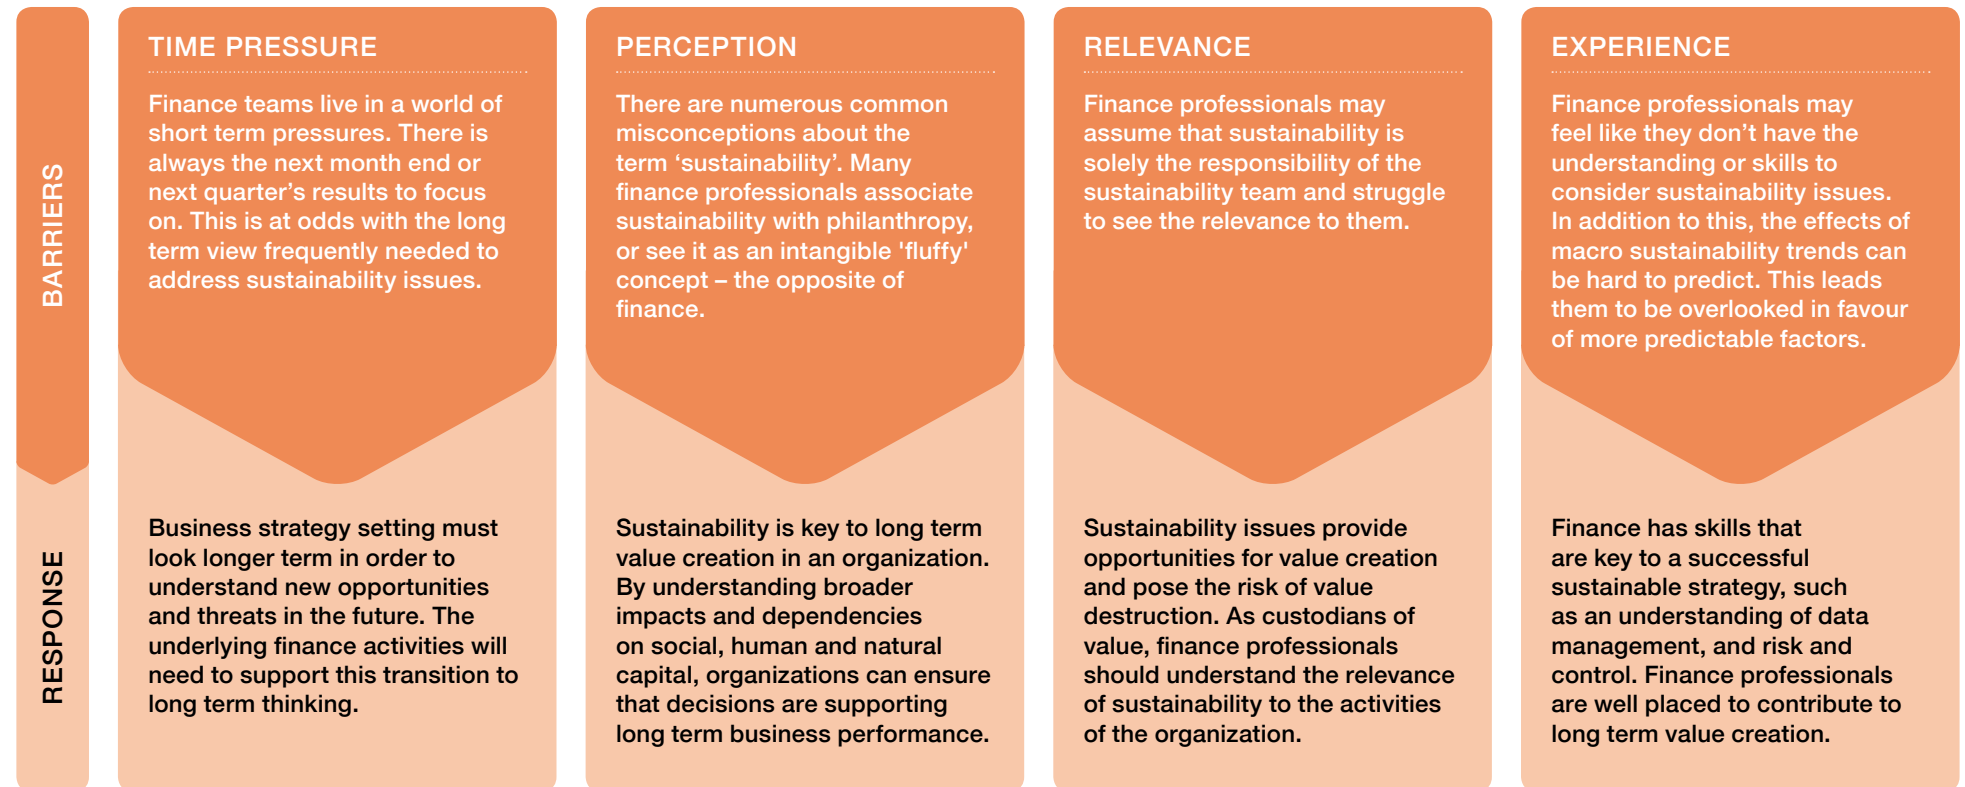 BARRIERS
TIME PRESSURE
Finance teams live in a world of
short term pressures. There is
always the next month end or
next quarter’s results to focus
on. This is at odds with the long
term view frequently needed to
address sustainability issues.
PERCEPTION
There are numerous common
misconceptions about the
term ‘sustainability’. Many
finance professionals associate
sustainability with philanthropy,
or see it as an intangible 'fluffy'
concept – the opposite of
finance.
RELEVANCE
Finance professionals may
assume that sustainability is
solely the responsibility of the
sustainability team and struggle
to see the relevance to them.
EXPERIENCE
Finance professionals may
feel like they don’t have the
understanding or skills to
consider sustainability issues.
In addition to this, the effects of
macro sustainability trends can
be hard to predict. This leads
them to be overlooked in favour
of more predictable factors.
RESPONSE
Business strategy setting must
look longer term in order to
understand new opportunities
and threats in the future. The
underlying finance activities will
need to support this transition to
long term thinking.
Sustainability is key to long term
value creation in an organization.
By understanding broader
impacts and dependencies
on social, human and natural
capital, organizations can ensure
that decisions are supporting
long term business performance.
Sustainability issues provide
opportunities for value creation
and pose the risk of value
destruction. As custodians of
value, finance professionals
should understand the relevance
of sustainability to the activities
of the organization.
Finance has skills that
are key to a successful
sustainable strategy, such
as an understanding of data
management, and risk and
control. Finance professionals
are well placed to contribute to
long term value creation.